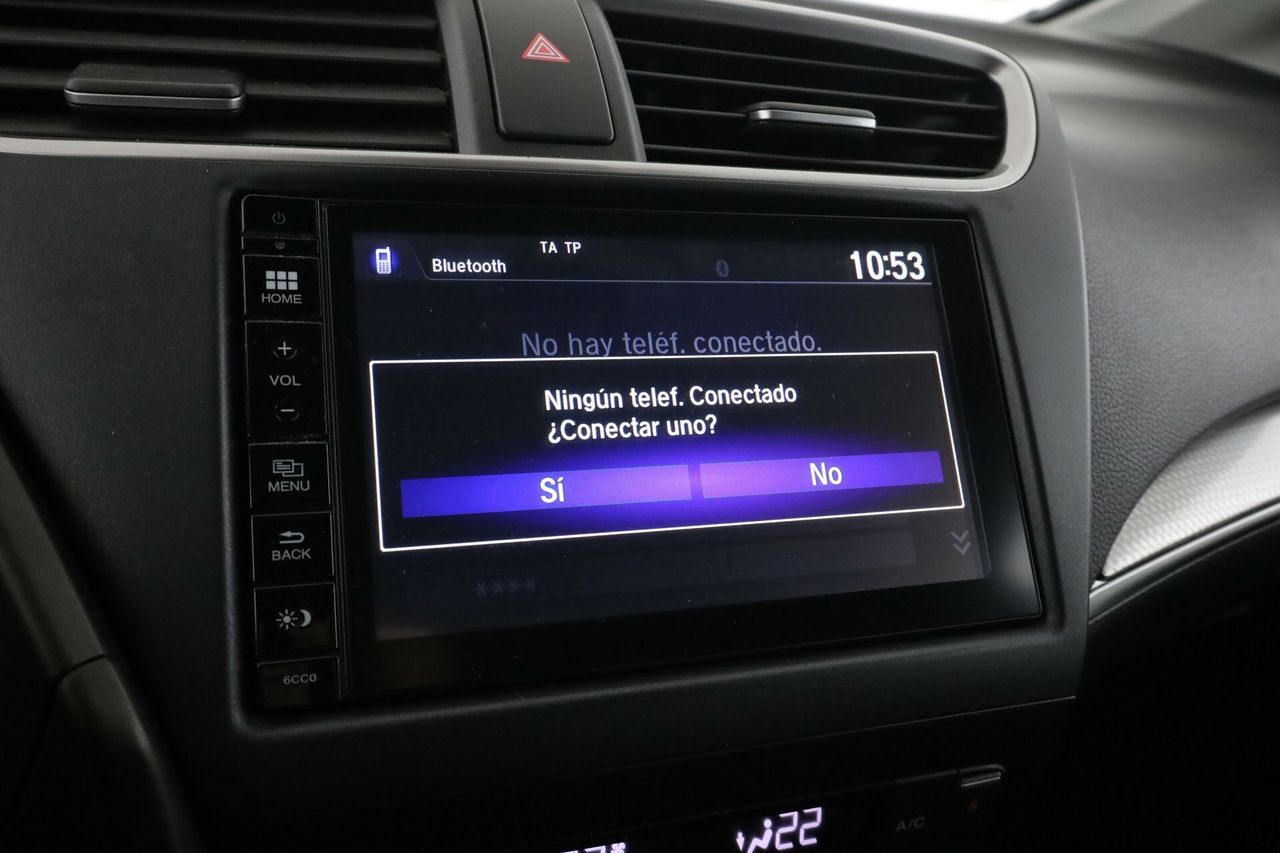 TA TP
Bluetooth
10:53
No hay teléf. conectado.
Ningún telef. Conectado
¿Conectar uno?
Sí
No
****
HOME
+
VOL
−
MENU
BACK
6CC0
22
A/C